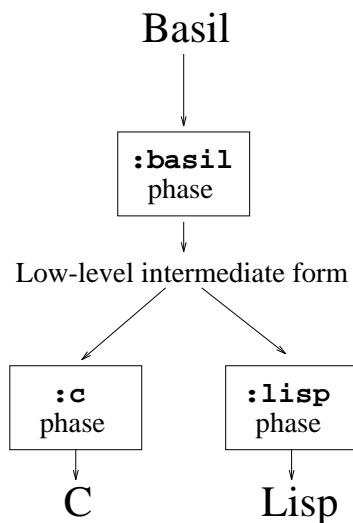 Basil
:basil
phase
Low-level intermediate form
:c
phase
:lisp
phase
C
Lisp